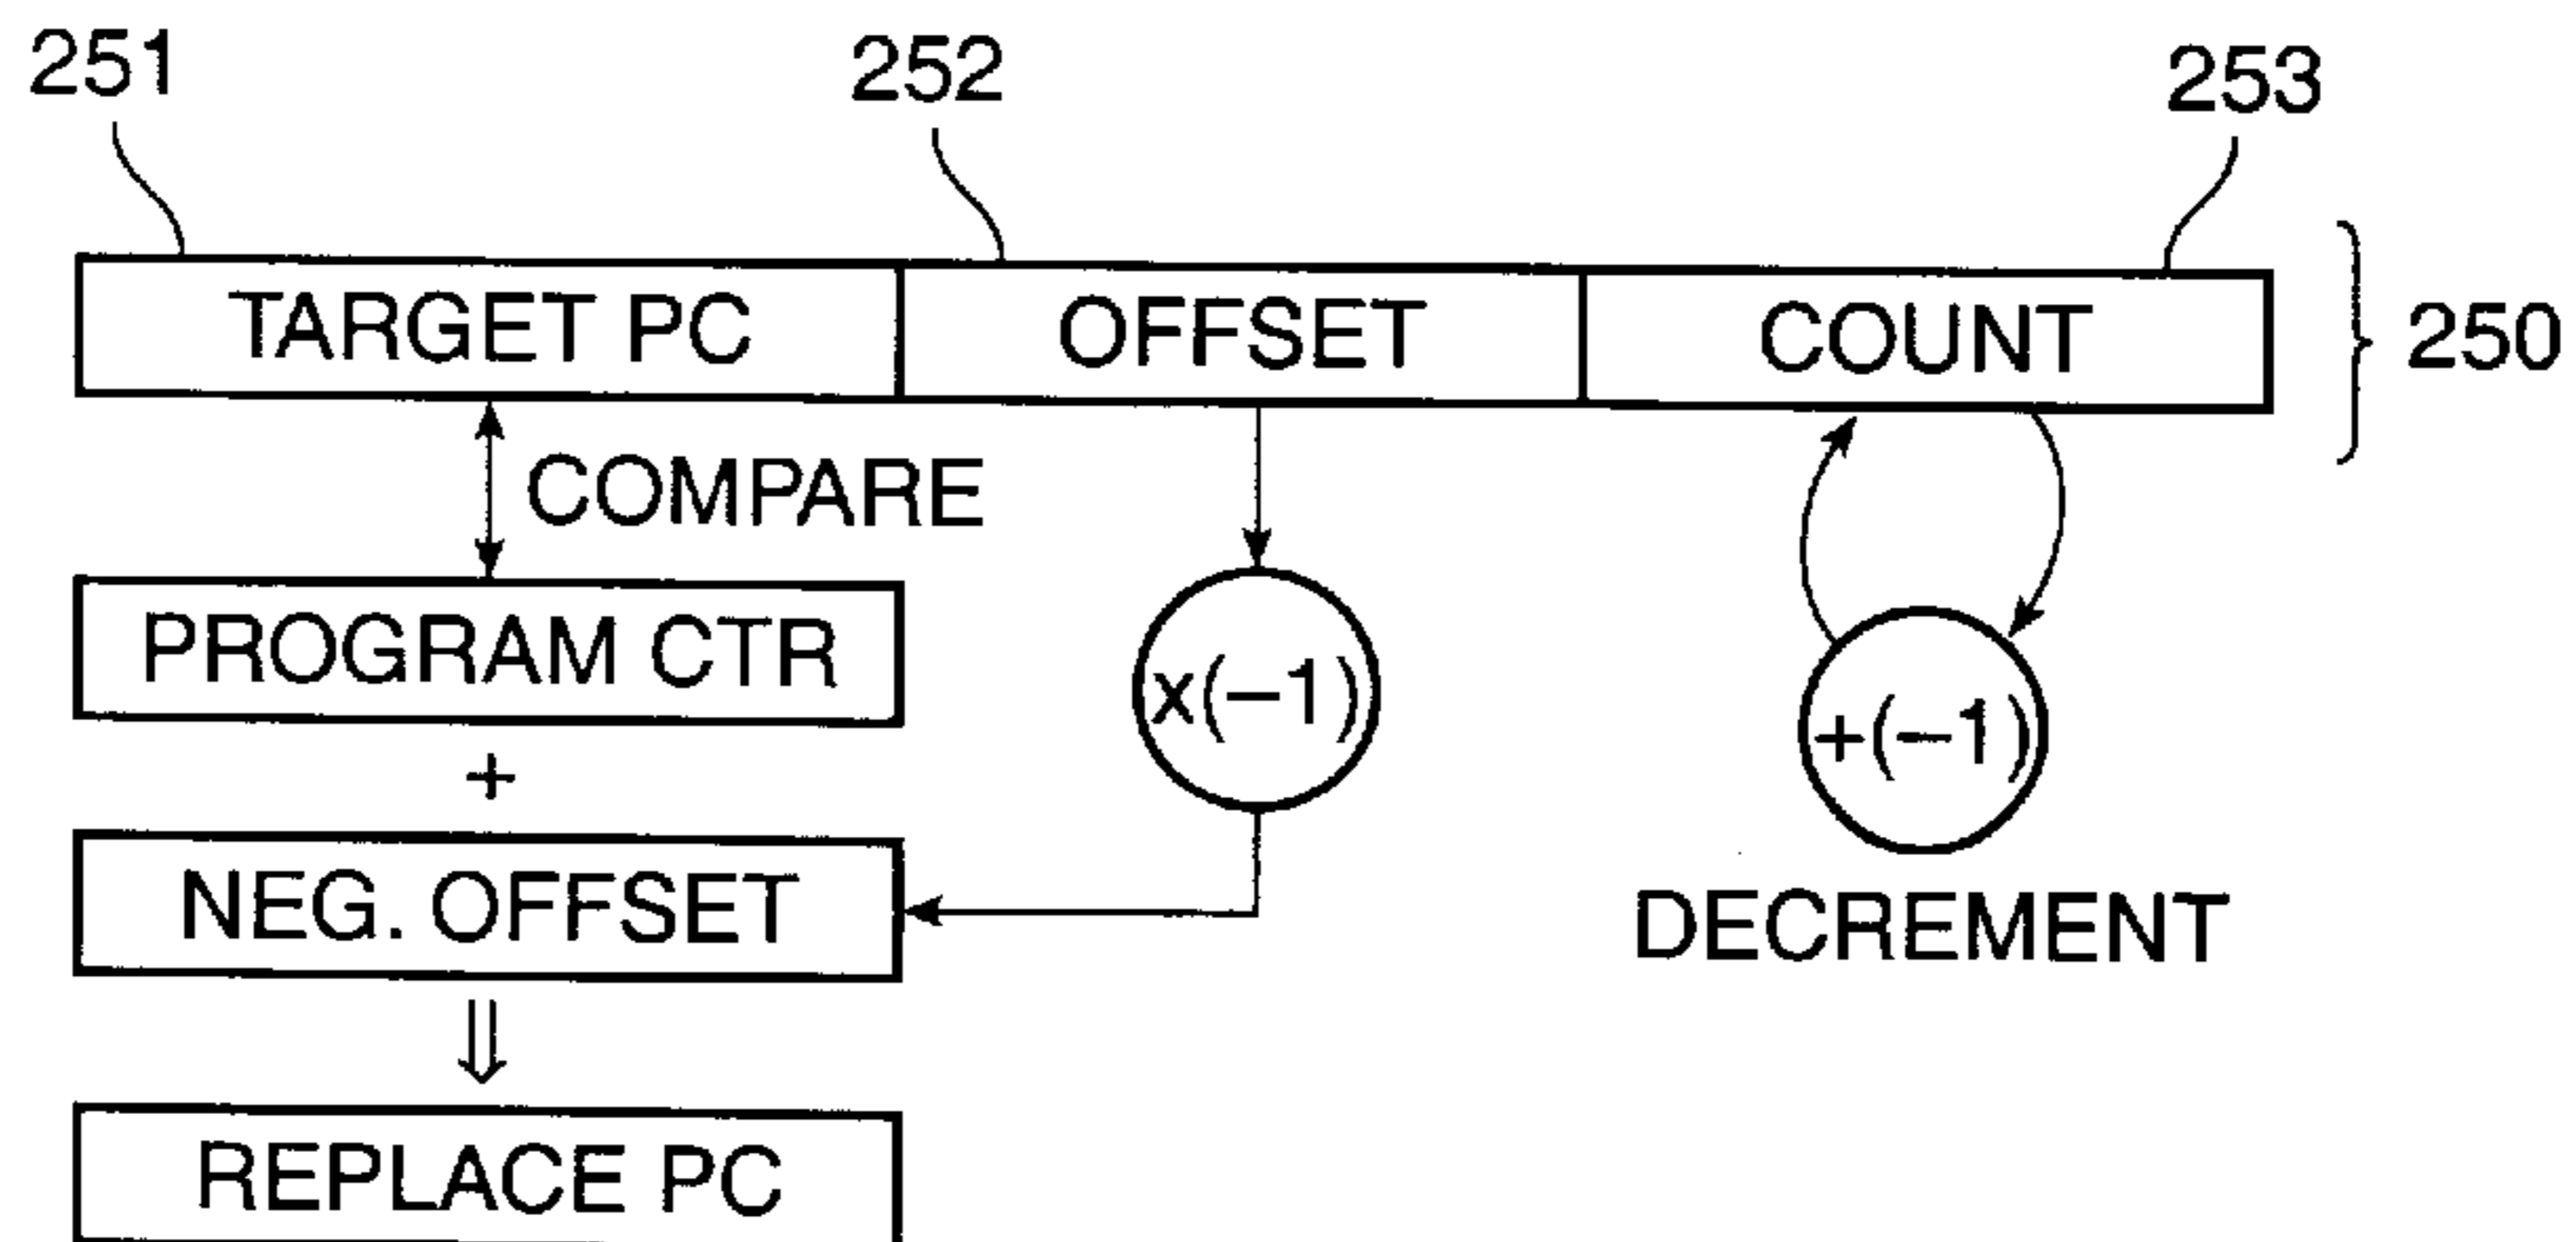 251 252 253
TARGET PC OFFSET COUNT 250
COMPARE
PROGRAM CTR
x(−1)
+(−1)
+
NEG. OFFSET
DECREMENT
⇓
REPLACE PC